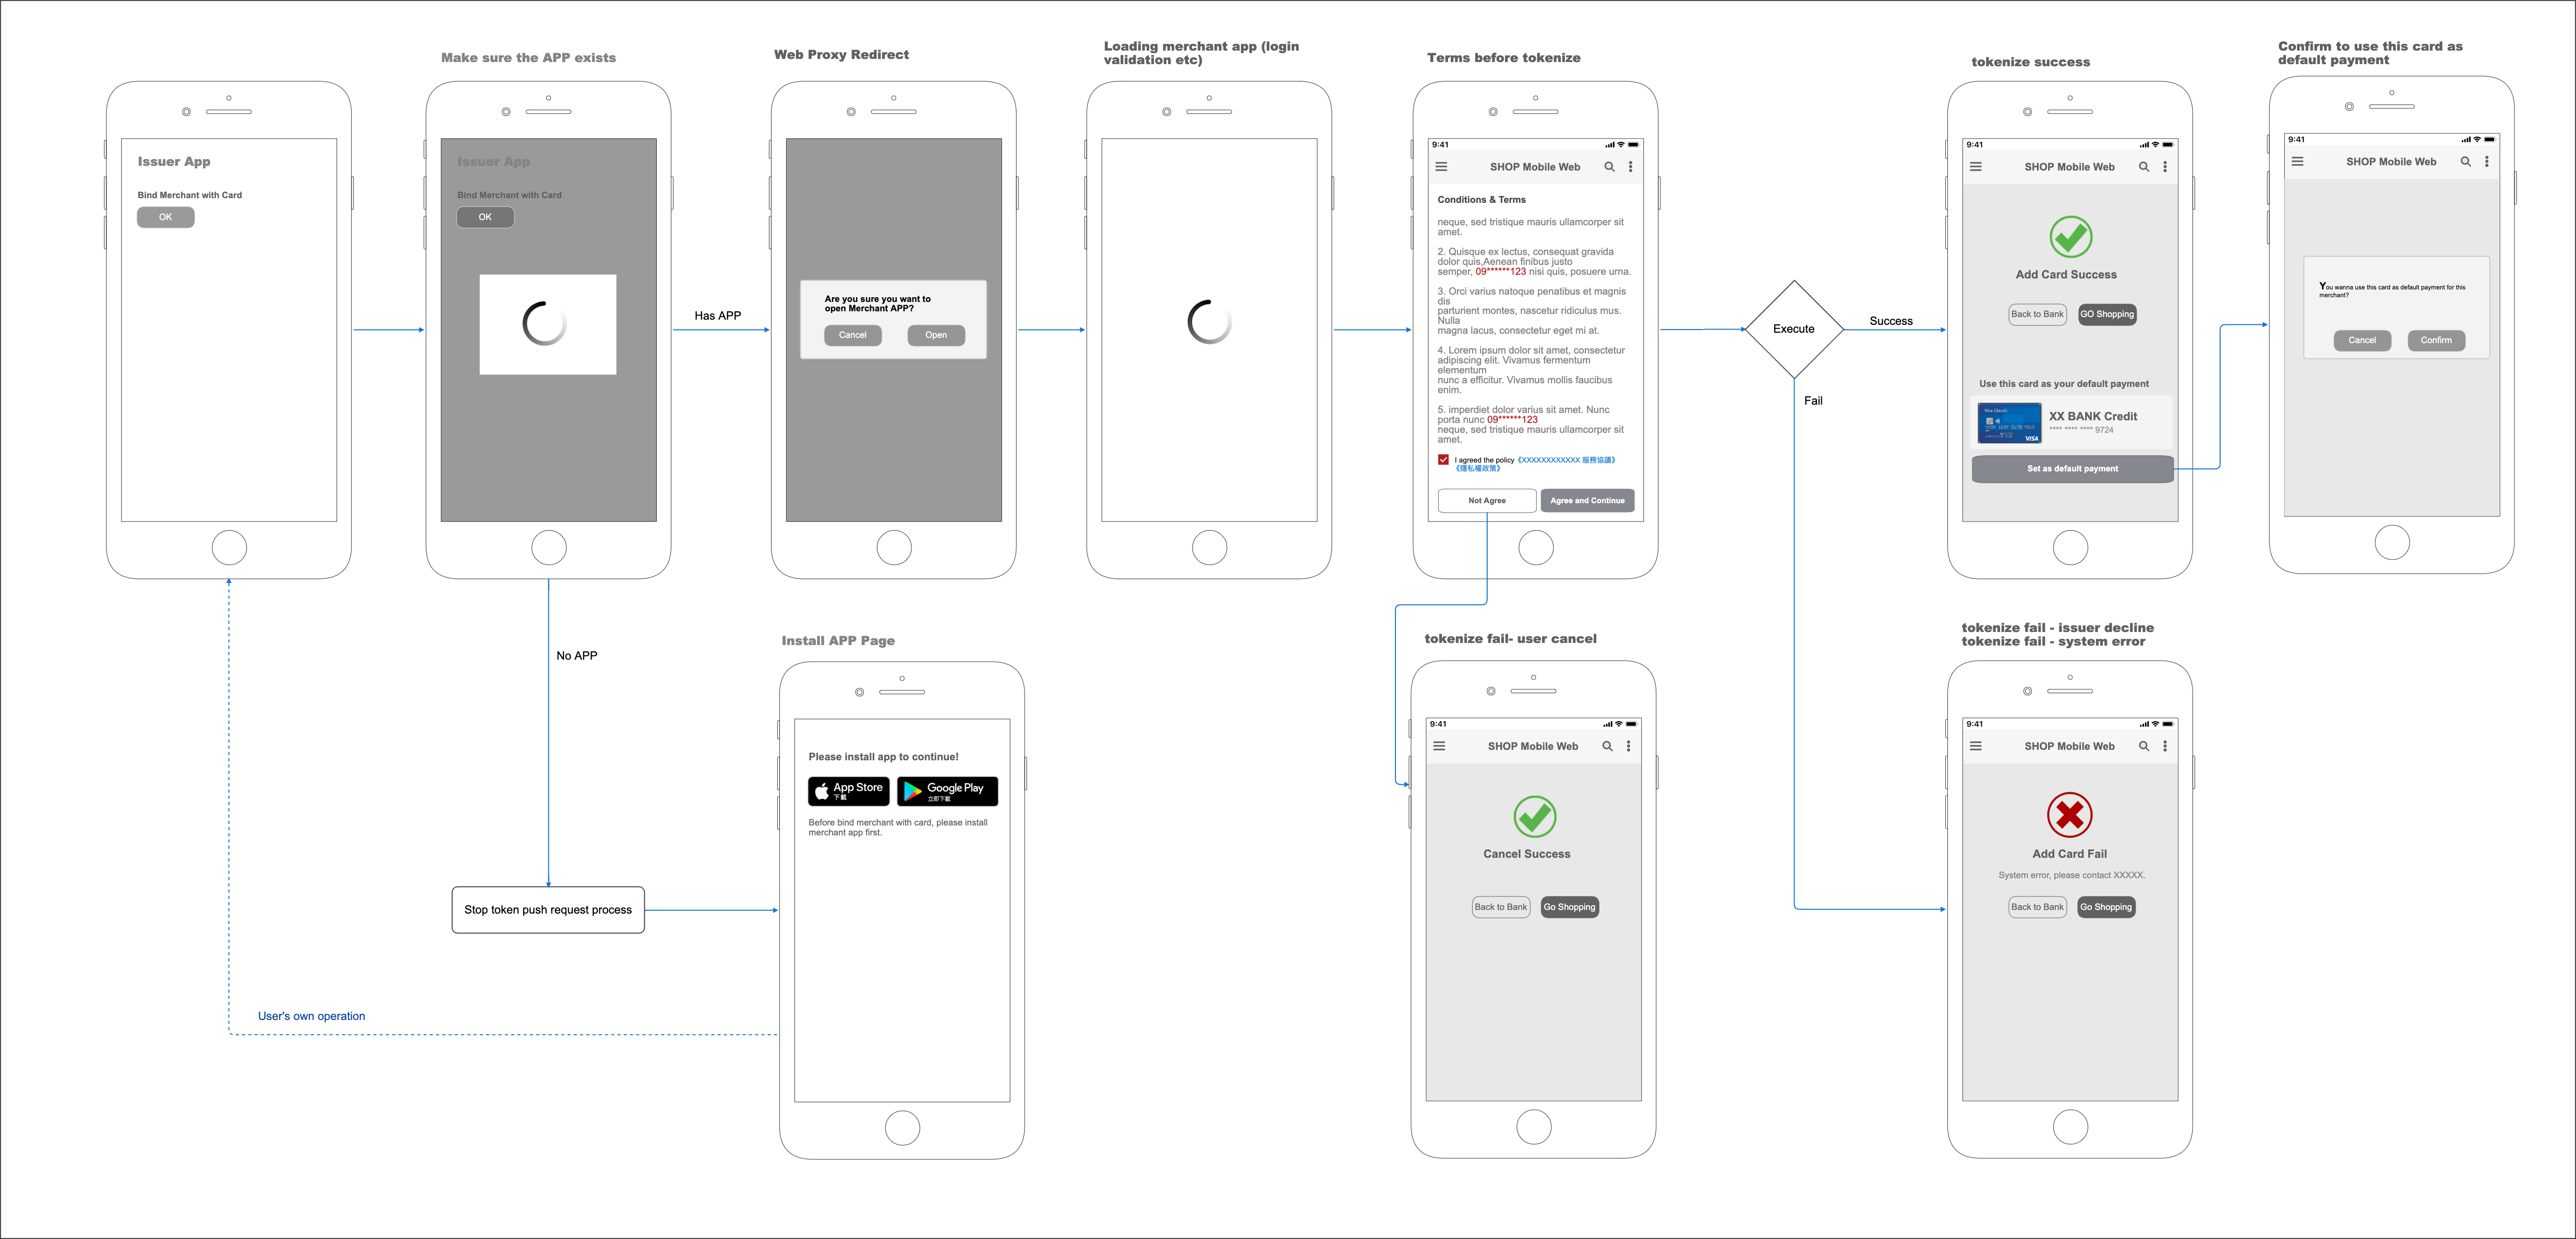 Make sure the APP exists
Web Proxy Redirect
Loading merchant app (login
validation etc)
Terms before tokenize
tokenize success
Confirm to use this card as
default payment
Issuer App
Bind Merchant with Card
OK
Issuer App
Bind Merchant with Card
OK
Has APP
Are you sure you want to
open Merchant APP?
Cancel
Open
9:41
SHOP Mobile Web
Conditions & Terms
neque, sed tristique mauris ullamcorper sit
amet.
2. Quisque ex lectus, consequat gravida
dolor quis,Aenean finibus justo
semper, 09******123 nisi quis, posuere urna.
3. Orci varius natoque penatibus et magnis
dis
parturient montes, nascetur ridiculus mus.
Nulla
magna lacus, consectetur eget mi at.
4. Lorem ipsum dolor sit amet, consectetur
adipiscing elit. Vivamus fermentum
elementum
nunc a efficitur. Vivamus mollis faucibus
enim.
5. imperdiet dolor varius sit amet. Nunc
porta nunc 09******123
neque, sed tristique mauris ullamcorper sit
amet.
I agreed the policy《XXXXXXXXXXXX 服務協議》
《隱私權政策》
Not Agree
Agree and Continue
Execute
Success
Fail
9:41
SHOP Mobile Web
Add Card Success
Back to Bank
GO Shopping
Use this card as your default payment
Visa Classic
VISA
XX BANK Credit
**** **** **** 9724
Set as default payment
9:41
SHOP Mobile Web
You wanna use this card as default payment for this
merchant?
Cancel
Confirm
No APP
Stop token push request process
User's own operation
Install APP Page
Please install app to continue!
App Store
下載
Google Play
立即下載
Before bind merchant with card, please install
merchant app first.
tokenize fail- user cancel
9:41
SHOP Mobile Web
Cancel Success
Back to Bank
Go Shopping
tokenize fail - issuer decline
tokenize fail - system error
9:41
SHOP Mobile Web
Add Card Fail
System error, please contact XXXXX.
Back to Bank
Go Shopping